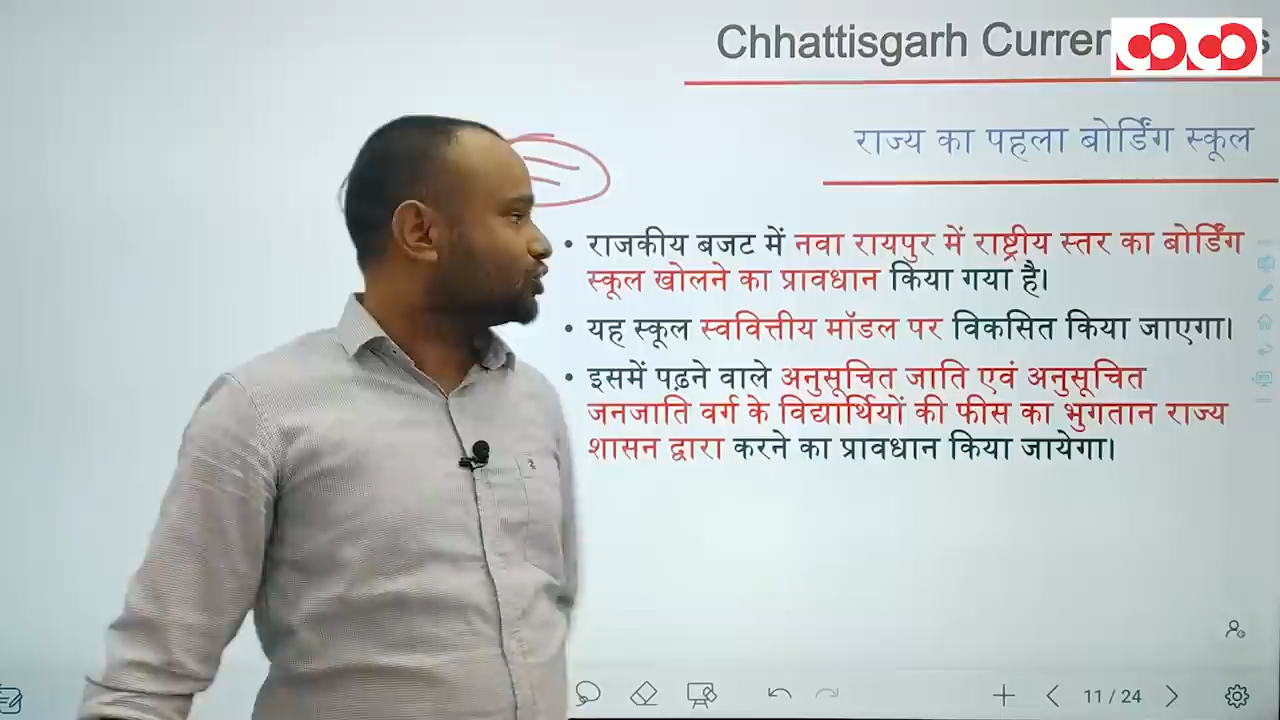 Chhattisgarh Curren
राज्य का पहला बोर्डिंग स्कूल
• राजकीय बजट में नवा रायपुर में राष्ट्रीय स्तर का बोर्डिंग
स्कूल खोलने का प्रावधान किया गया है।
• यह स्कूल स्ववित्तीय मॉडल पर विकसित किया जाएगा।
• इसमें पढ़ने वाले अनुसूचित जाति एवं अनुसूचित
जनजाति वर्ग के विद्यार्थियों की फीस का भुगतान राज्य
शासन द्वारा करने का प्रावधान किया जायेगा।
11 / 24